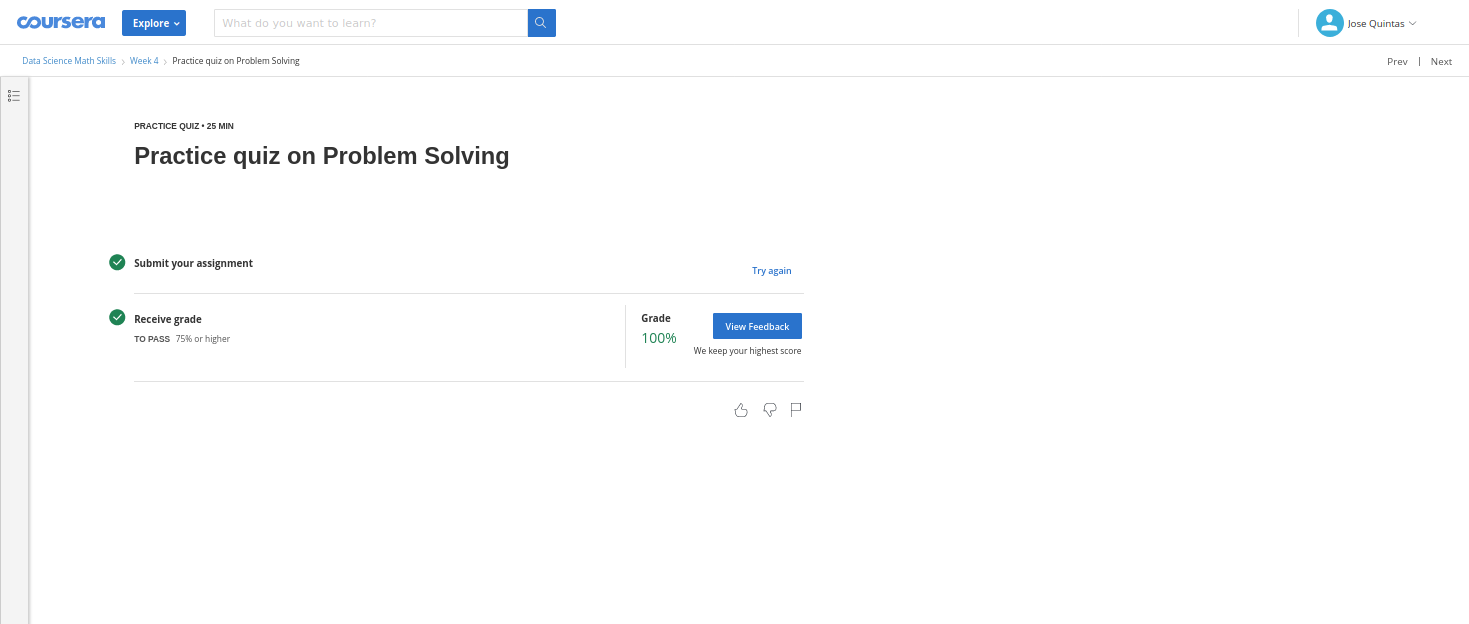 coursera Explore What do you want to learn? Jose Quintas
Data Science Math Skills Week 4 Practice quiz on Problem Solving Prev | Next
PRACTICE QUIZ • 25 MIN
Practice quiz on Problem Solving
Submit your assignment
Try again
Receive grade
TO PASS 75% or higher
Grade
100%
View Feedback
We keep your highest score